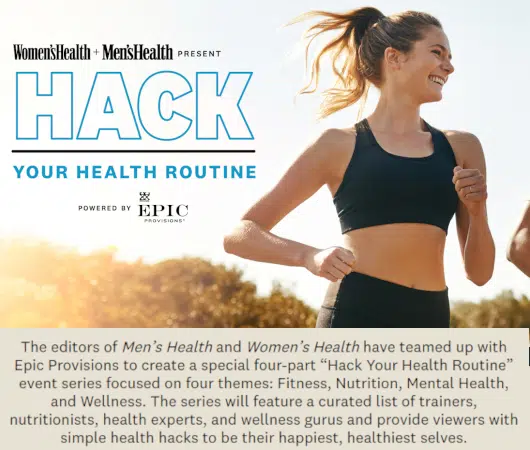 Women'sHealth + Men'sHealth PRESENT
HACK
YOUR HEALTH ROUTINE
POWERED BY EPIC
PROVISIONS
The editors of Men's Health and Women's Health have teamed up with
Epic Provisions to create a special four-part “Hack Your Health Routine”
event series focused on four themes: Fitness, Nutrition, Mental Health,
and Wellness. The series will feature a curated list of trainers,
nutritionists, health experts, and wellness gurus and provide viewers with
simple health hacks to be their happiest, healthiest selves.